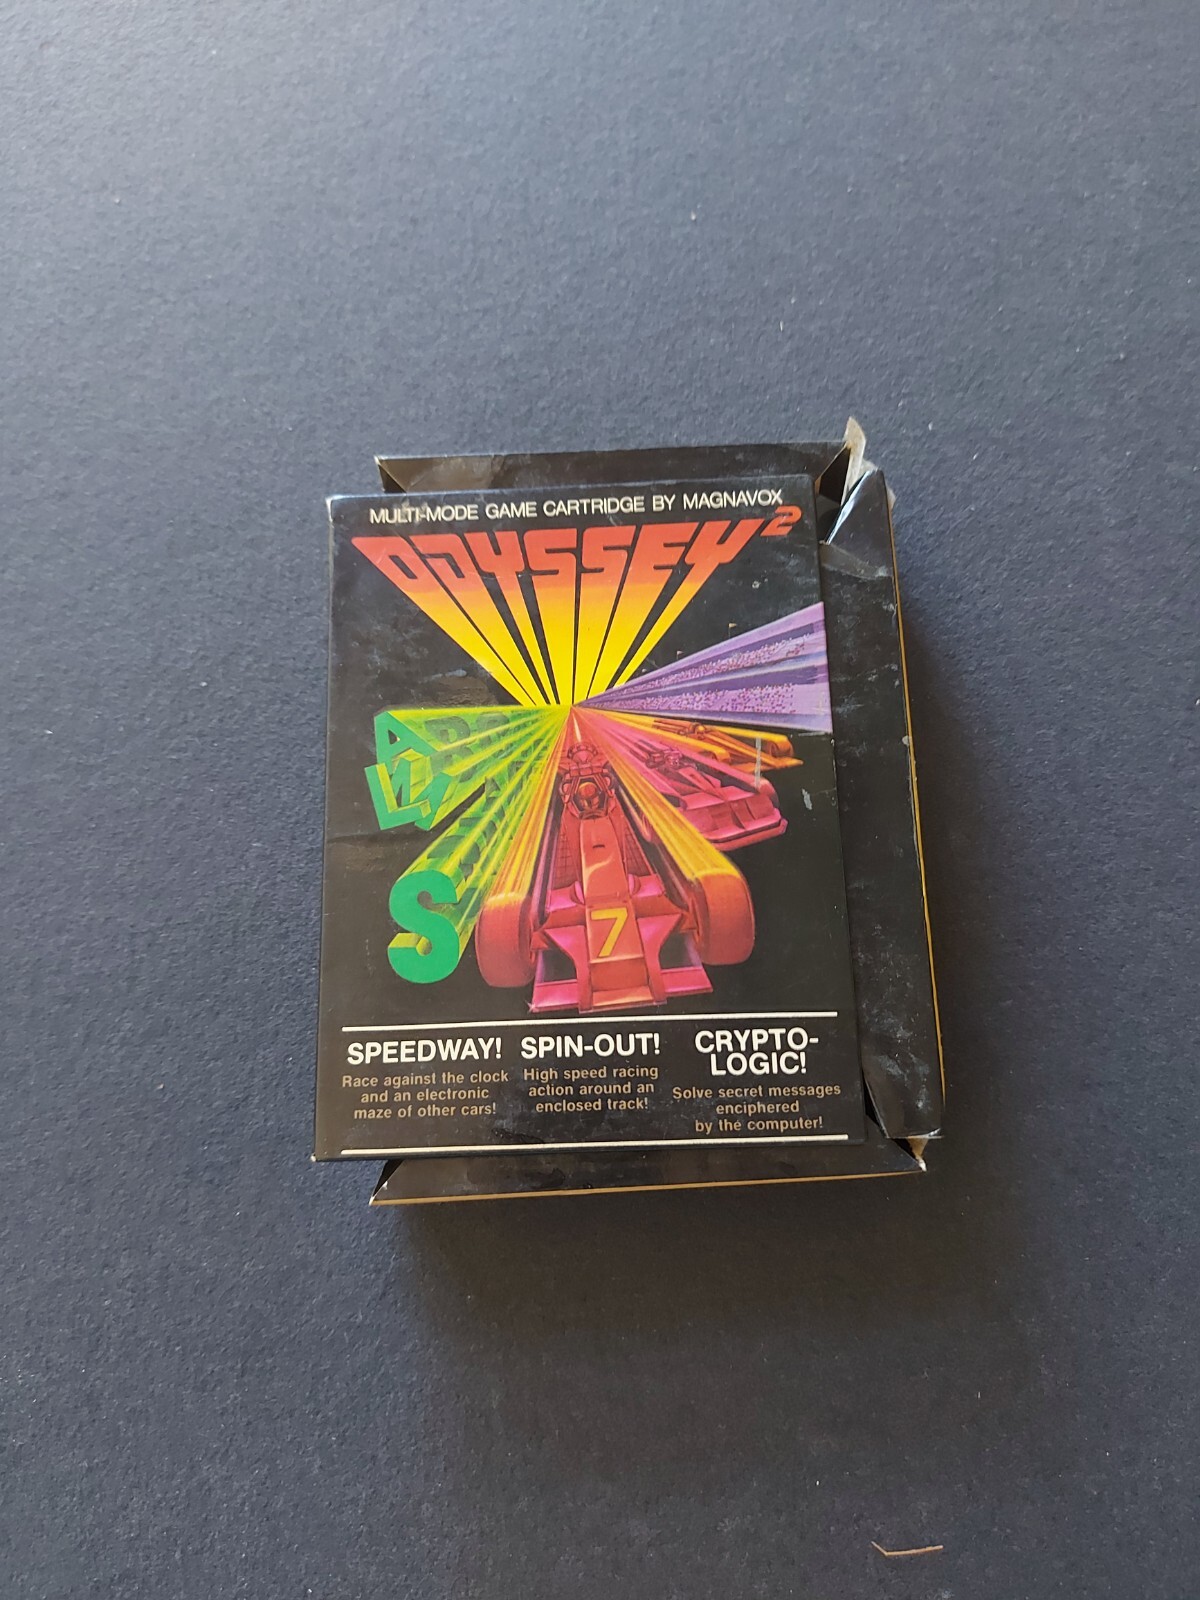 MULTI-MODE GAME CARTRIDGE BY MAGNAVOX
ODYSSEY²
A
S
7
SPEEDWAY!
Race against the clock
and an electronic
maze of other cars!
SPIN-OUT!
High speed racing
action around an
enclosed track!
CRYPTO-
LOGIC!
Solve secret messages
enciphered
by the computer!